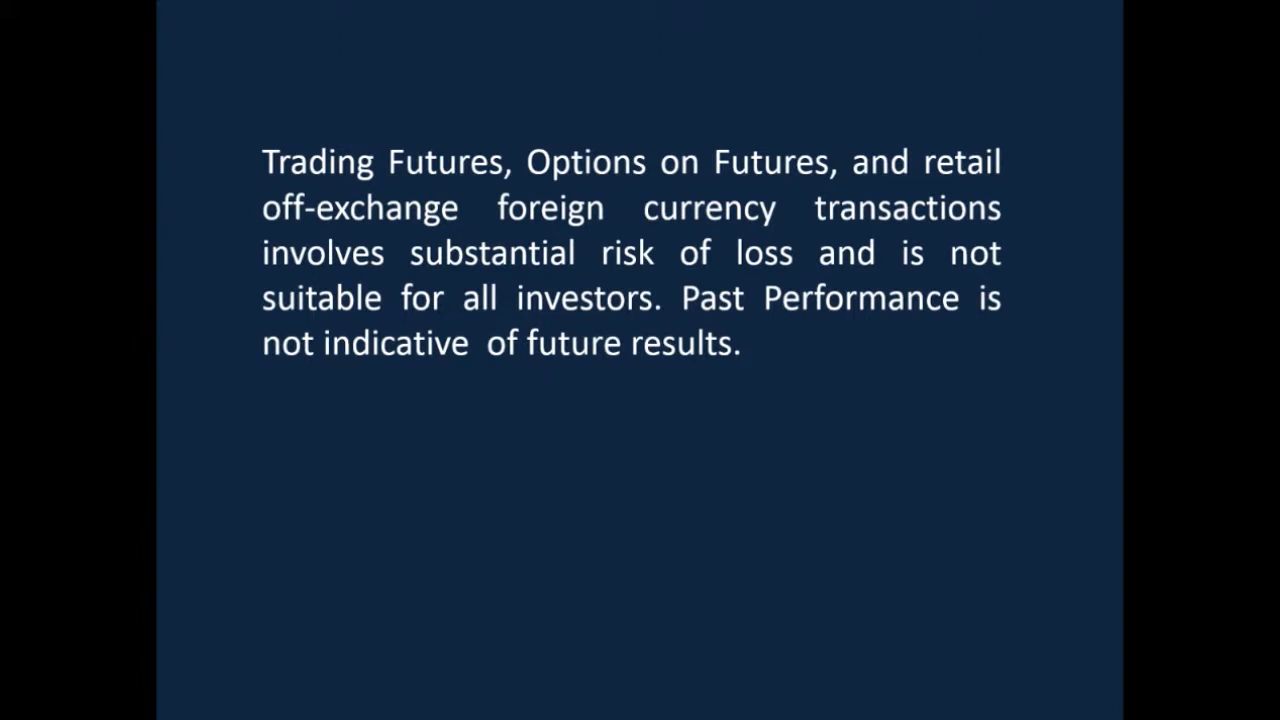 Trading Futures, Options on Futures, and retail
off-exchange foreign currency transactions
involves substantial risk of loss and is not
suitable for all investors. Past Performance is
not indicative  of future results.